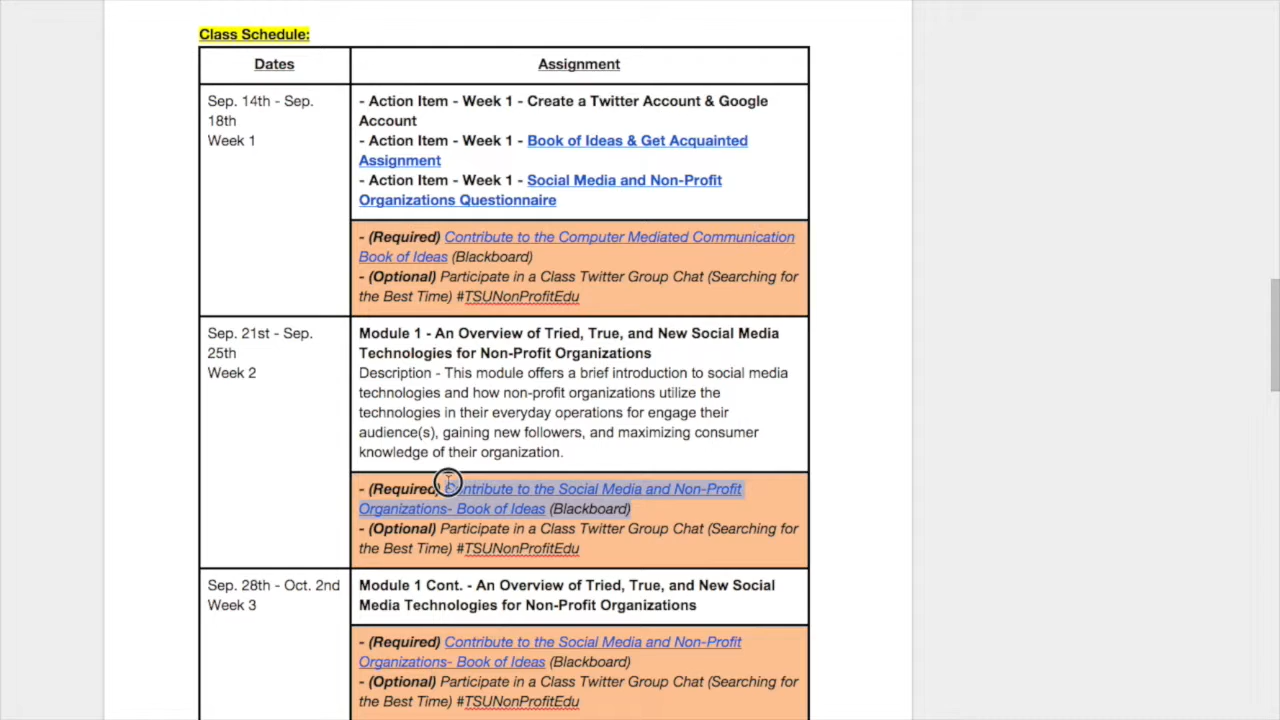 Class Schedule:
Dates
Assignment
Sep. 14th - Sep.
18th
Week 1
- Action Item - Week 1 - Create a Twitter Account & Google
Account
- Action Item - Week 1 - Book of Ideas & Get Acquainted
Assignment
- Action Item - Week 1 - Social Media and Non-Profit
Organizations Questionnaire
- (Required) Contribute to the Computer Mediated Communication
Book of Ideas (Blackboard)
- (Optional) Participate in a Class Twitter Group Chat (Searching for
the Best Time) #TSUNonProfitEdu
Sep. 21st - Sep.
25th
Week 2
Module 1 - An Overview of Tried, True, and New Social Media
Technologies for Non-Profit Organizations
Description - This module offers a brief introduction to social media
technologies and how non-profit organizations utilize the
technologies in their everyday operations for engage their
audience(s), gaining new followers, and maximizing consumer
knowledge of their organization.
- (Required) Contribute to the Social Media and Non-Profit
Organizations- Book of Ideas (Blackboard)
- (Optional) Participate in a Class Twitter Group Chat (Searching for
the Best Time) #TSUNonProfitEdu
Sep. 28th - Oct. 2nd
Week 3
Module 1 Cont. - An Overview of Tried, True, and New Social
Media Technologies for Non-Profit Organizations
- (Required) Contribute to the Social Media and Non-Profit
Organizations- Book of Ideas (Blackboard)
- (Optional) Participate in a Class Twitter Group Chat (Searching for
the Best Time) #TSUNonProfitEdu